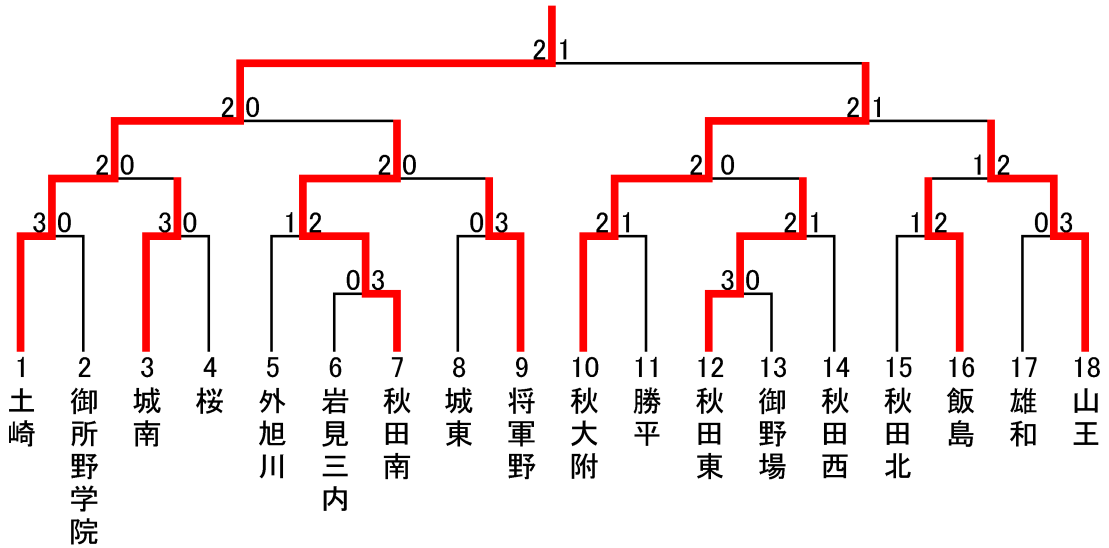 2 1
2 0 2 1
2 0 2 0 2 0 1 2
3 0 3 0 1 2 0 3 2 1 2 1 1 2 0 3
0 3 3 0
1 2 3 4 5 6 7 8 9 10 11 12 13 14 15 16 17 18
土崎
御所野学院
城南
桜
外旭川
岩見三内
秋田南
城東
将軍野
秋大附
勝平
秋田東
御野場
秋田西
秋田北
飯島
雄和
山王